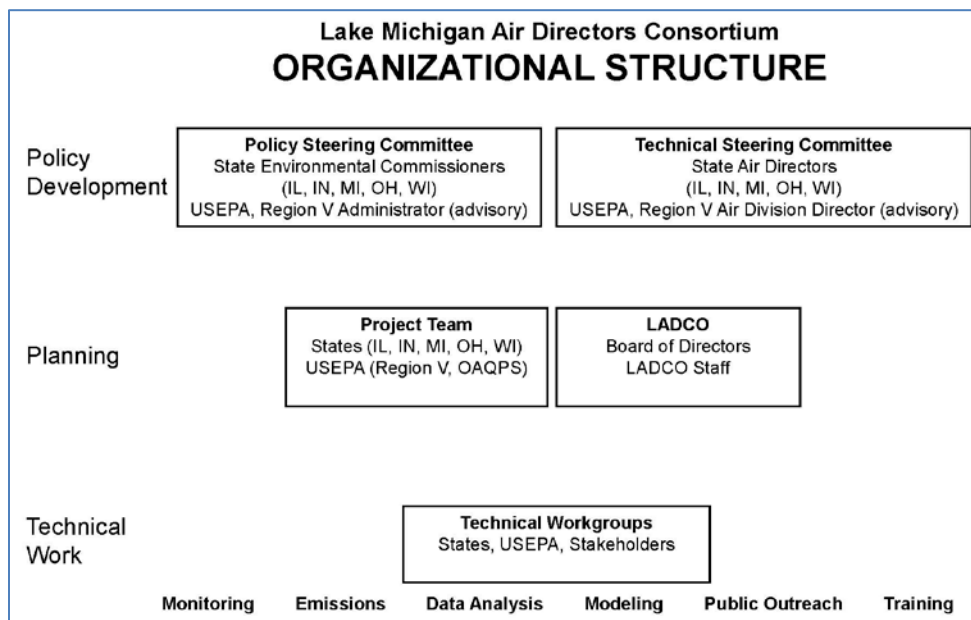 Lake Michigan Air Directors Consortium
ORGANIZATIONAL STRUCTURE
Policy
Development
Policy Steering Committee
State Environmental Commissioners
(IL, IN, MI, OH, WI)
USEPA, Region V Administrator (advisory)
Technical Steering Committee
State Air Directors
(IL, IN, MI, OH, WI)
USEPA, Region V Air Division Director (advisory)
Planning
Project Team
States (IL, IN, MI, OH, WI)
USEPA (Region V, OAQPS)
LADCO
Board of Directors
LADCO Staff
Technical
Work
Technical Workgroups
States, USEPA, Stakeholders
Monitoring Emissions Data Analysis Modeling Public Outreach Training